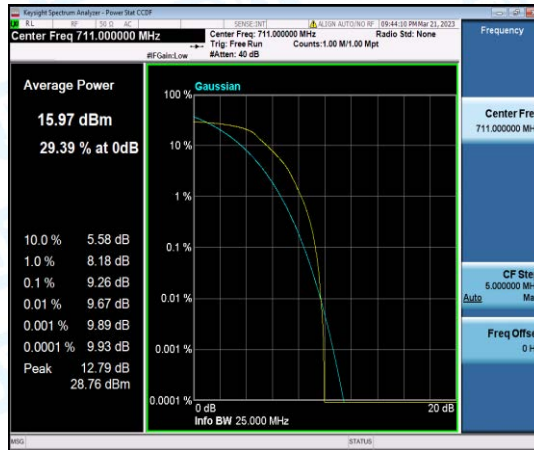 Keysight Spectrum Analyzer - Power Stat CCDF
RL RF 50 Ω AC SENSE:INT ALIGN AUTO/NO RF 09:44:10 PM Mar 21, 2023
Center Freq 711.000000 MHz
Center Freq: 711.000000 MHz Radio Std: None
Trig: Free Run Counts:1.00 M/1.00 Mpt
#IFGain:Low #Atten: 40 dB
Frequency
Average Power
15.97 dBm
29.39 % at 0dB
10.0 % 5.58 dB
1.0 % 8.18 dB
0.1 % 9.26 dB
0.01 % 9.67 dB
0.001 % 9.89 dB
0.0001 % 9.93 dB
Peak 12.79 dB
28.76 dBm
Gaussian
100 %
10 %
1 %
0.1 %
0.01 %
0.001 %
0.0001 %
0 dB 20 dB
Info BW 25.000 MHz
Center Fre
711.000000 MH
CF Ste
5.000000 MH
Auto Ma
Freq Offse
0 H
MSG STATUS